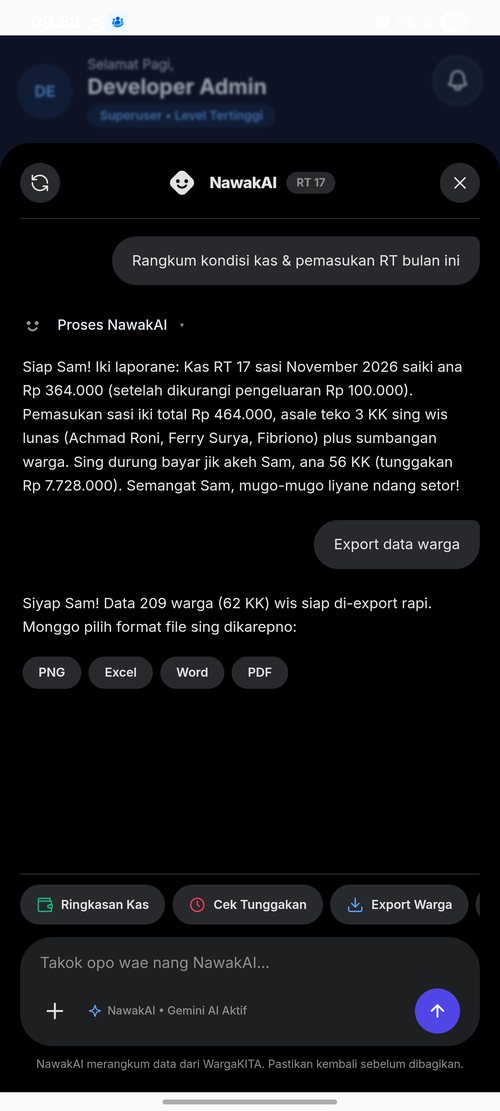 09.58
Selamat Pagi,
DE
Developer Admin
Superuser • Level Tertinggi
NawakAI
RT 17
Rangkum kondisi kas & pemasukan RT bulan ini
Proses NawakAI
Siap Sam! Iki laporane: Kas RT 17 sasi November 2026 saiki ana
Rp 364.000 (setelah dikurangi pengeluaran Rp 100.000).
Pemasukan sasi iki total Rp 464.000, asale teko 3 KK sing wis
lunas (Achmad Roni, Ferry Surya, Fibriono) plus sumbangan
warga. Sing durung bayar jik akeh Sam, ana 56 KK (tunggakan
Rp 7.728.000). Semangat Sam, mugo-mugo liyane ndang setor!
Export data warga
Siyap Sam! Data 209 warga (62 KK) wis siap di-export rapi.
Monggo pilih format file sing dikarepno:
PNG
Excel
Word
PDF
Ringkasan Kas
Cek Tunggakan
Export Warga
Takok opo wae nang NawakAI...
NawakAI • Gemini AI Aktif
NawakAI merangkum data dari WargaKITA. Pastikan kembali sebelum dibagikan.